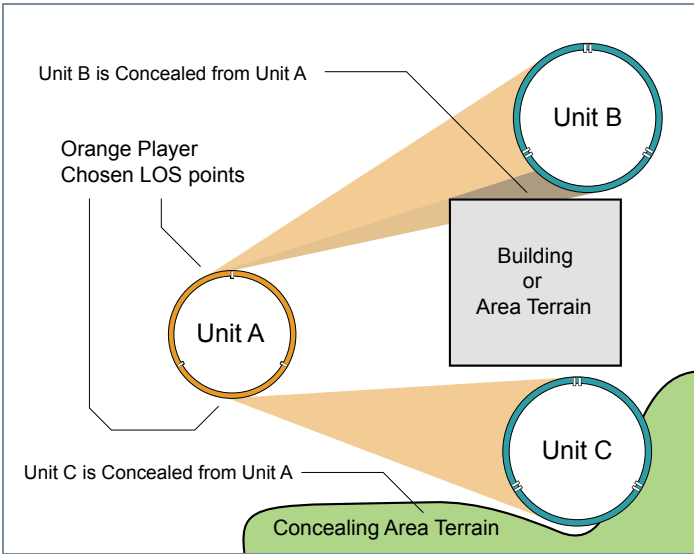 Unit B is Concealed from Unit A
Unit B
Orange Player
Chosen LOS points
Building
or
Area Terrain
Unit A
Unit C
Unit C is Concealed from Unit A
Concealing Area Terrain